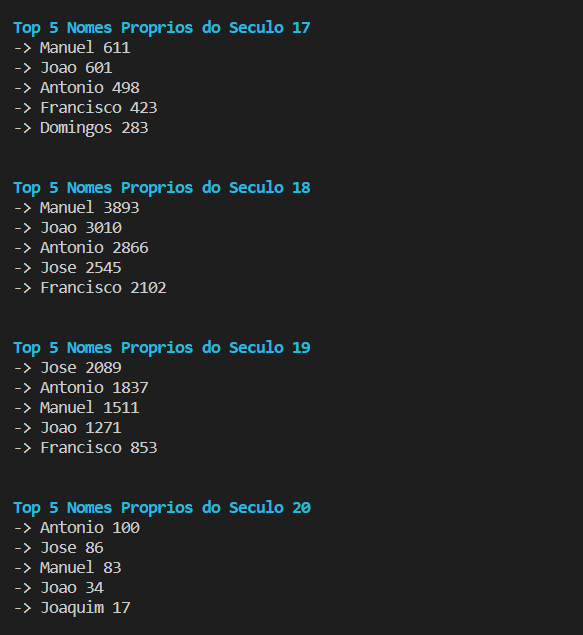 Top 5 Nomes Proprios do Seculo 17
-> Manuel 611
-> Joao 601
-> Antonio 498
-> Francisco 423
-> Domingos 283
Top 5 Nomes Proprios do Seculo 18
-> Manuel 3893
-> Joao 3010
-> Antonio 2866
-> Jose 2545
-> Francisco 2102
Top 5 Nomes Proprios do Seculo 19
-> Jose 2089
-> Antonio 1837
-> Manuel 1511
-> Joao 1271
-> Francisco 853
Top 5 Nomes Proprios do Seculo 20
-> Antonio 100
-> Jose 86
-> Manuel 83
-> Joao 34
-> Joaquim 17